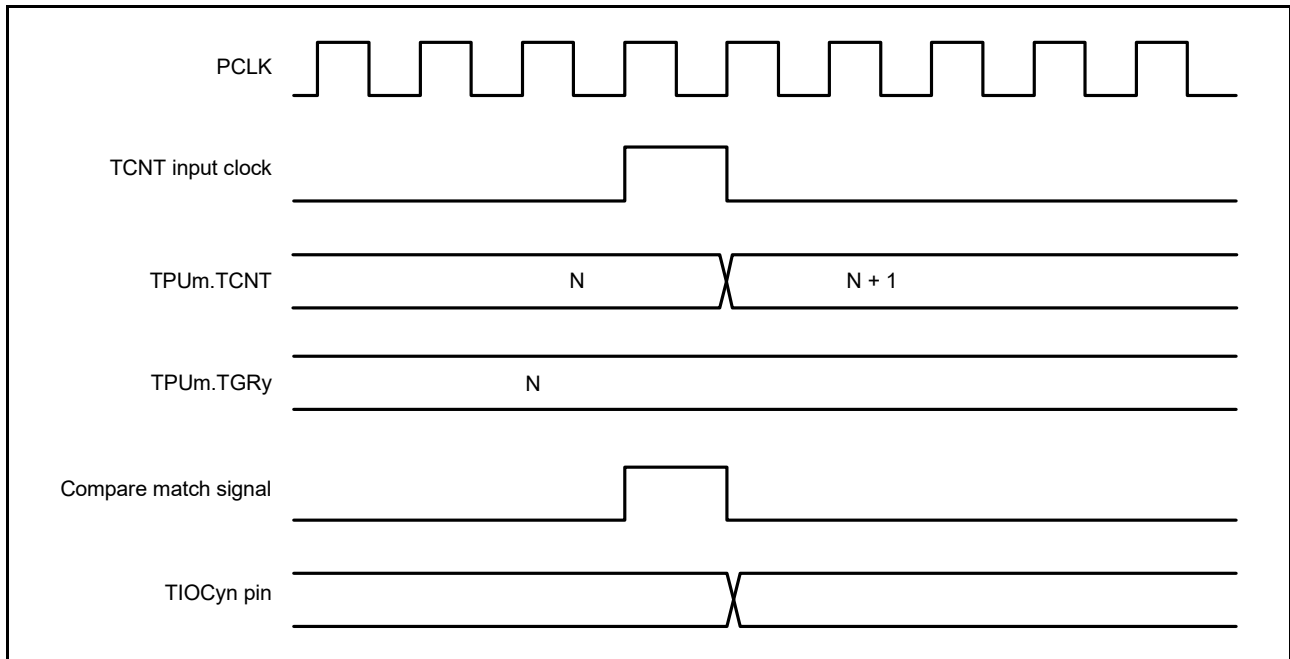 PCLK
TCNT input clock
TPUm.TCNT
N
N + 1
TPUm.TGRy
N
Compare match signal
TIOCyn pin